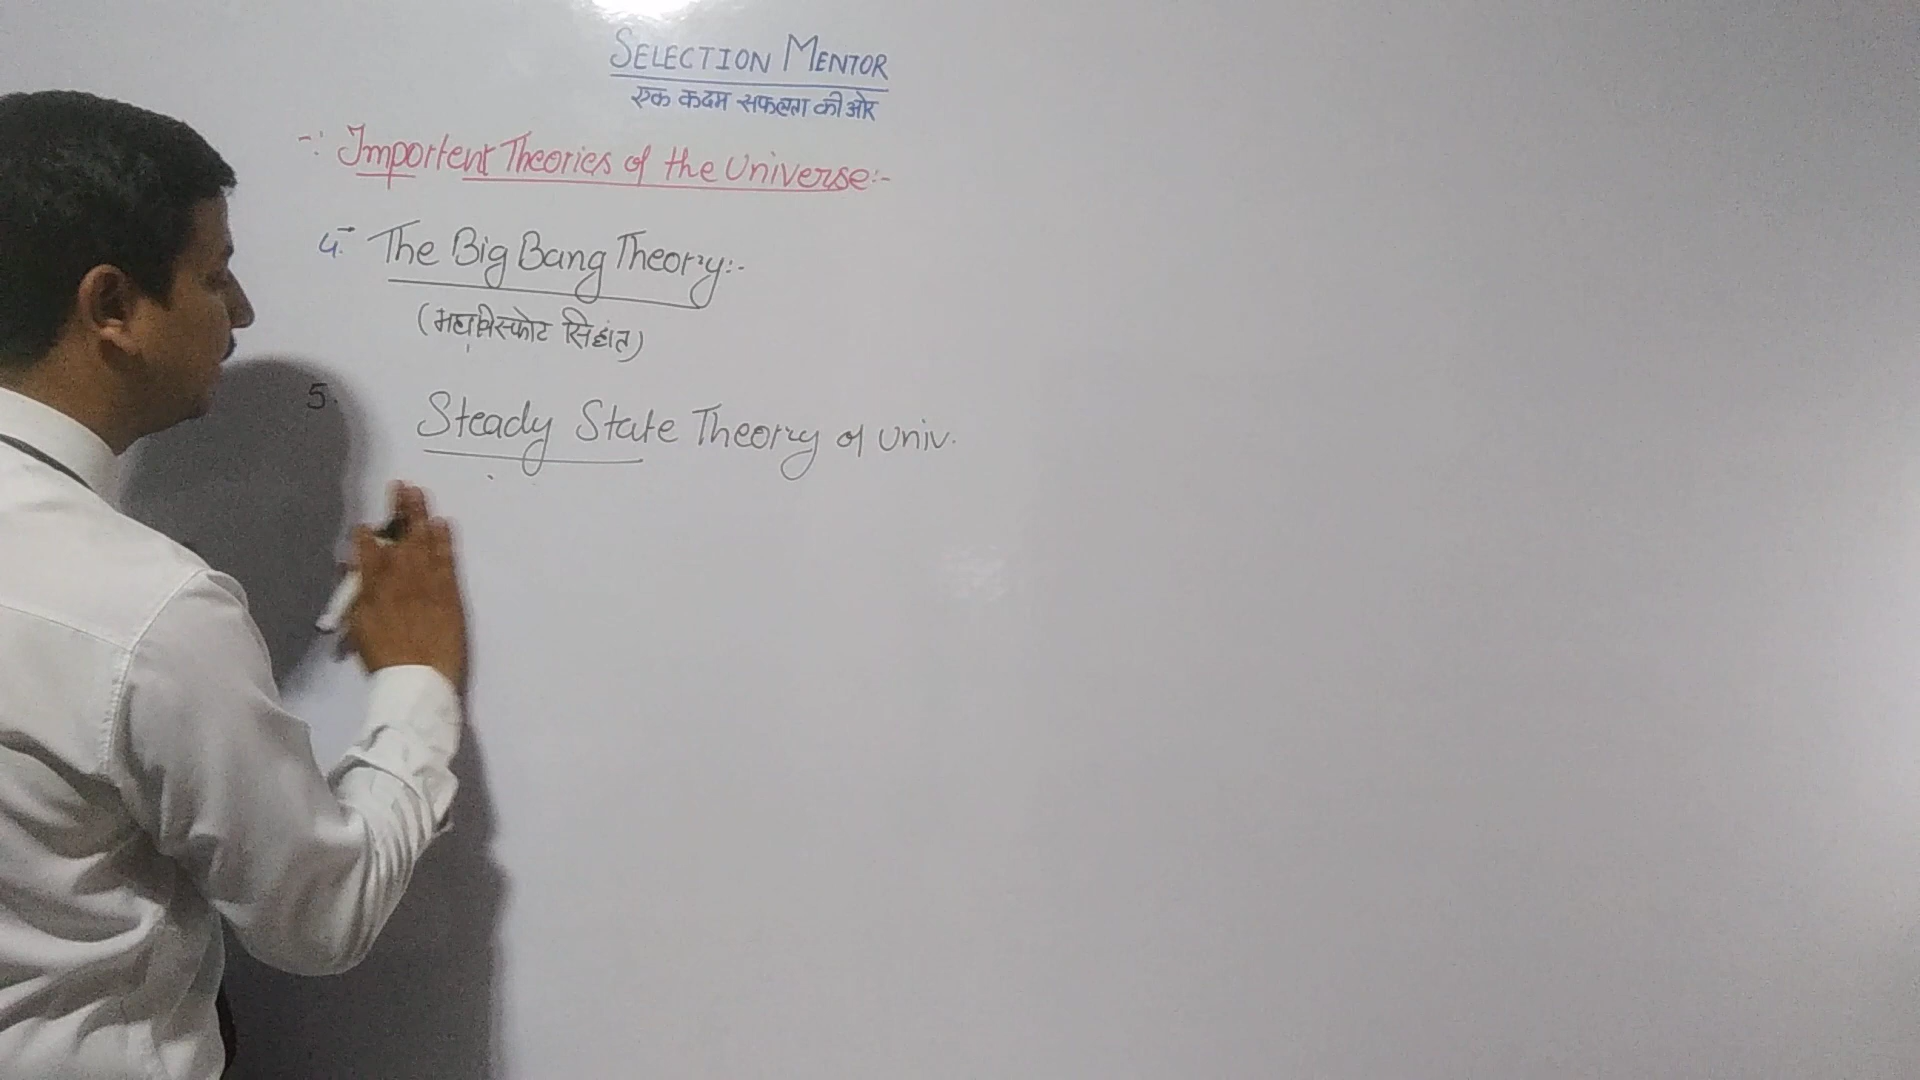 SELECTION MENTOR
एक कदम सफलता की ओर
-: Importent Theories of the Universe:-
4.- The Big Bang Theory:-
(महाविस्फोट सिद्धांत)
5.
Steady State Theory of Univ.